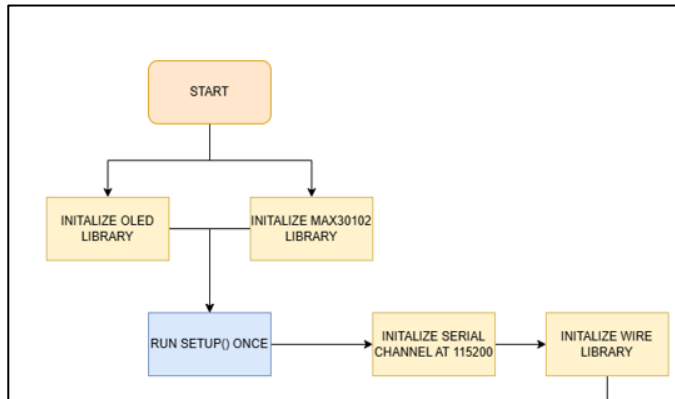 START
INITALIZE OLED
LIBRARY
INITALIZE MAX30102
LIBRARY
RUN SETUP() ONCE
INITALIZE SERIAL
CHANNEL AT 115200
INITALIZE WIRE
LIBRARY